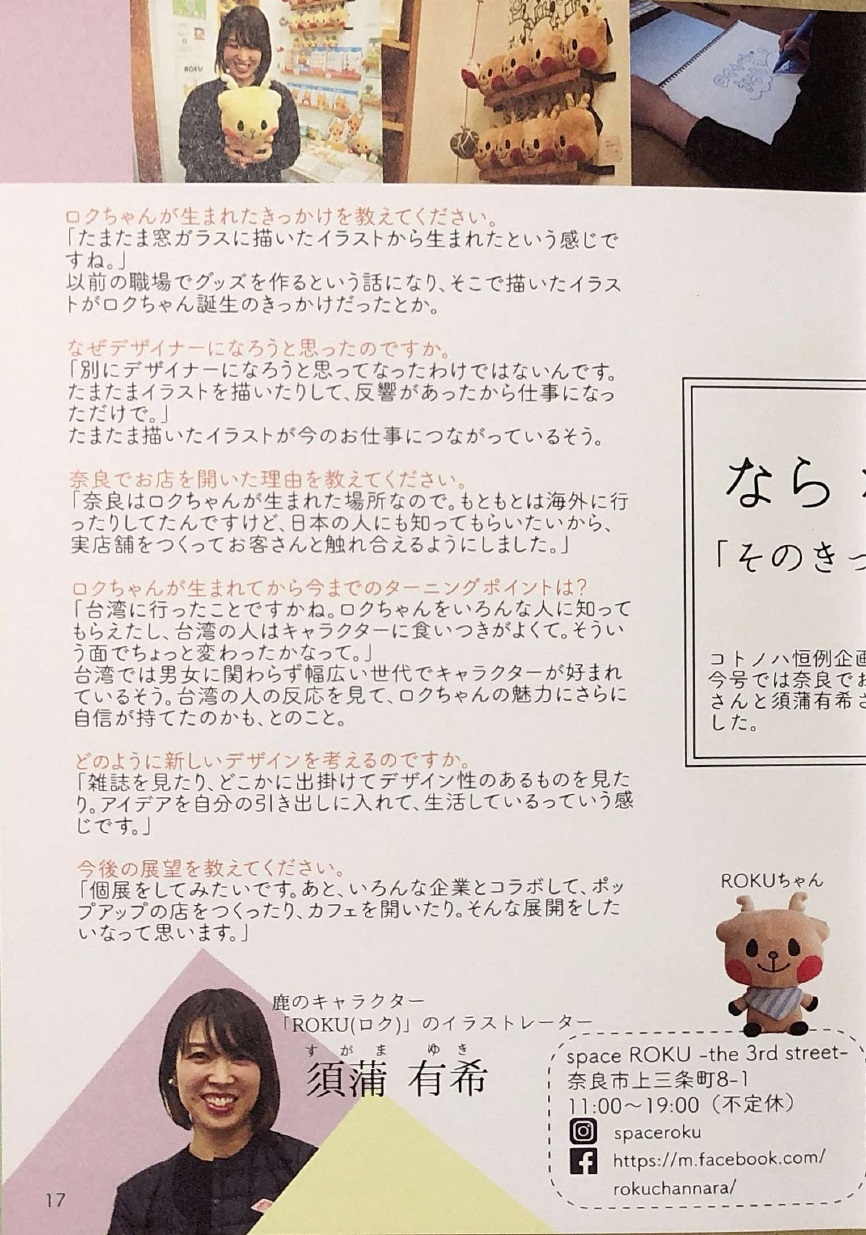 ロクちゃんが生まれたきっかけを教えてください。
「たまたま窓ガラスに描いたイラストから生まれたという感じで
すね。」
以前の職場でグッズを作るという話になり、そこで描いたイラス
トがロクちゃん誕生のきっかけだったとか。
なぜデザイナーになろうと思ったのですか。
「別にデザイナーになろうと思ってなったわけではないんです。
たまたまイラストを描いたりして、反響があったから仕事になっ
ただけで。」
たまたま描いたイラストが今のお仕事につながっているそう。
奈良でお店を開いた理由を教えてください。
「奈良はロクちゃんが生まれた場所なので。もともとは海外に行
ったりしてたんですけど、日本の人にも知ってもらいたいから、
実店舗をつくってお客さんと触れ合えるようにしました。」
ロクちゃんが生まれてから今までのターニングポイントは?
「台湾に行ったことですかね。ロクちゃんをいろんな人に知って
もらえたし、台湾の人はキャラクターに食いつきがよくて。そうい
う面でちょっと変わったかなって。」
台湾では男女に関わらず幅広い世代でキャラクターが好まれ
ているそう。台湾の人の反応を見て、ロクちゃんの魅力にさらに
自信が持てたのかも、とのこと。
どのように新しいデザインを考えるのですか。
「雑誌を見たり、どこかに出掛けてデザイン性のあるものを見た
り。アイデアを自分の引き出しに入れて、生活しているっていう感
じです。」
今後の展望を教えてください。
「個展をしてみたいです。あと、いろんな企業とコラボして、ポッ
プアップの店をつくったり、カフェを開いたり。そんな展開をした
いなって思います。」
鹿のキャラクター
「ROKU(ロク)」のイラストレーター
すがま ゆき
須蒲 有希
17
なら
「そのきっ
コトノハ恒例企画
今号では奈良でお
さんと須蒲有希さ
した。
ROKUちゃん
space ROKU -the 3rd street-
奈良市上三条町8-1
11:00〜19:00（不定休）
spaceroku
https://m.facebook.com/
rokuchannara/